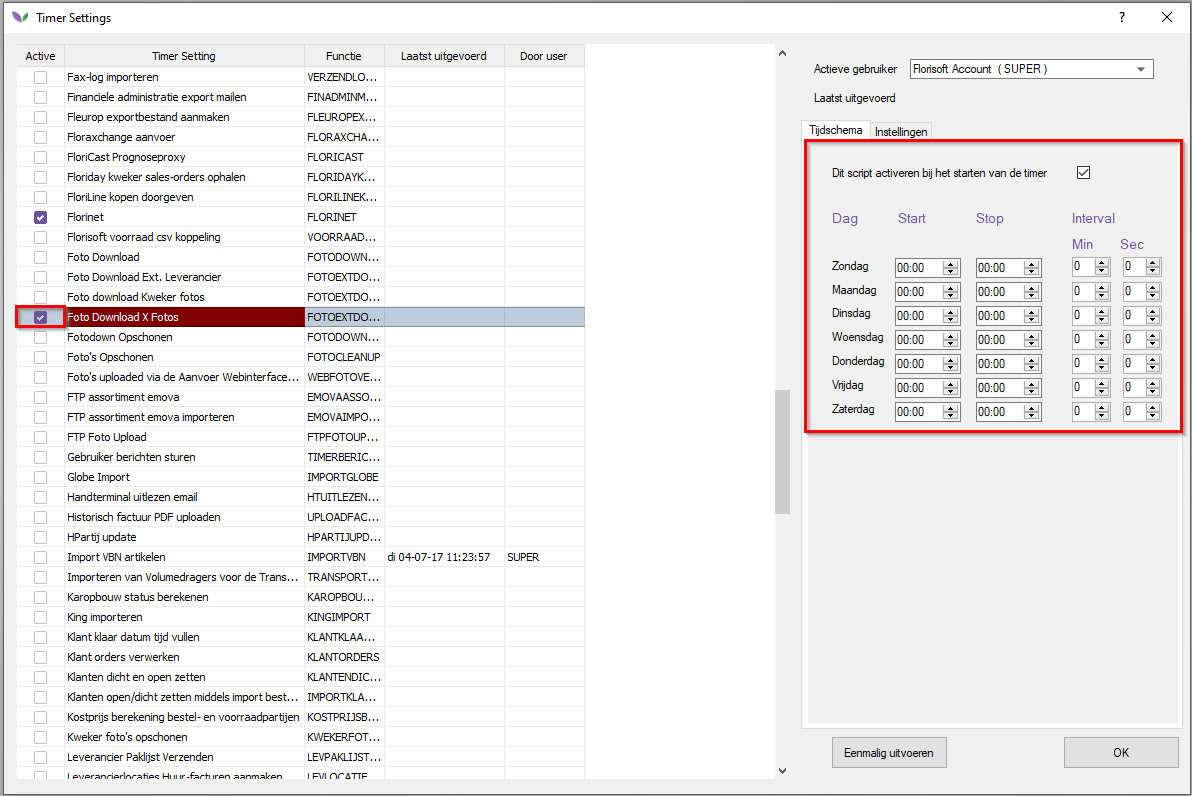 Timer Settings
?
Active Timer Setting Functie Laatst uitgevoerd Door user
Fax-log importeren VERZENDLO...
Financiele administratie export mailen FINADMINM...
Fleurop exportbestand aanmaken FLEUROPEX...
Floraxchange aanvoer FLORAXCHA...
FloriCast Prognoseproxy FLORICAST
Floriday kweker sales-orders ophalen FLORIDAYK...
FloriLine kopen doorgeven FLORILINEK...
Florinet FLORINET
Florisoft voorraad csv koppeling VOORRAAD...
Foto Download FOTODOWN...
Foto Download Ext. Leverancier FOTOEXTDO...
Foto download Kweker fotos FOTOEXTDO...
Foto Download X Fotos FOTOEXTDO...
Fotodown Opschonen FOTODOWN...
Foto's Opschonen FOTOCLEANUP
Foto's uploaded via de Aanvoer Webinterface... WEBFOTOVE...
FTP assortiment emova EMOVAASSO...
FTP assortiment emova importeren EMOVAIMPO...
FTP Foto Upload FTPFOTOUP...
Gebruiker berichten sturen TIMERBERIC...
Globe Import IMPORTGLOBE
Handterminal uitlezen email HTUITLEZEN...
Historisch factuur PDF uploaden UPLOADFAC...
HPartij update HPARTIJUPD...
Import VBN artikelen IMPORTVBN di 04-07-17 11:23:57 SUPER
Importeren van Volumedragers voor de Trans... TRANSPORT...
Karopbouw status berekenen KAROPBOU...
King importeren KINGIMPORT
Klant klaar datum tijd vullen KLANTKLAA...
Klant orders verwerken KLANTORDERS
Klanten dicht en open zetten KLANTENDIC...
Klanten open/dicht zetten middels import best... IMPORTKLA...
Kostprijs berekening bestel- en voorraadpartijen KOSTPRIJSB...
Kweker foto's opschonen KWEKERFOT...
Leverancier Paklijst Verzenden LEVPAKLIJST...
Leverancierlocaties Huur-facturen aanmaken LEVLOCATIE
Actieve gebruiker Florisoft Account ( SUPER )
Laatst uitgevoerd
Tijdschema Instellingen
Dit script activeren bij het starten van de timer
Dag Start Stop Interval
Min Sec
Zondag 00:00 00:00 0 0
Maandag 00:00 00:00 0 0
Dinsdag 00:00 00:00 0 0
Woensdag 00:00 00:00 0 0
Donderdag 00:00 00:00 0 0
Vrijdag 00:00 00:00 0 0
Zaterdag 00:00 00:00 0 0
Eenmalig uitvoeren OK